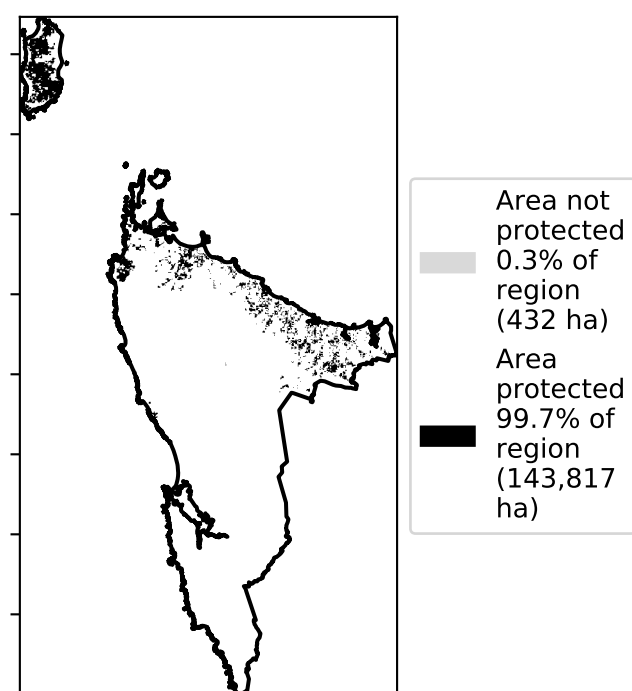 Area not
protected
0.3% of
region
(432 ha)
Area
protected
99.7% of
region
(143,817
ha)